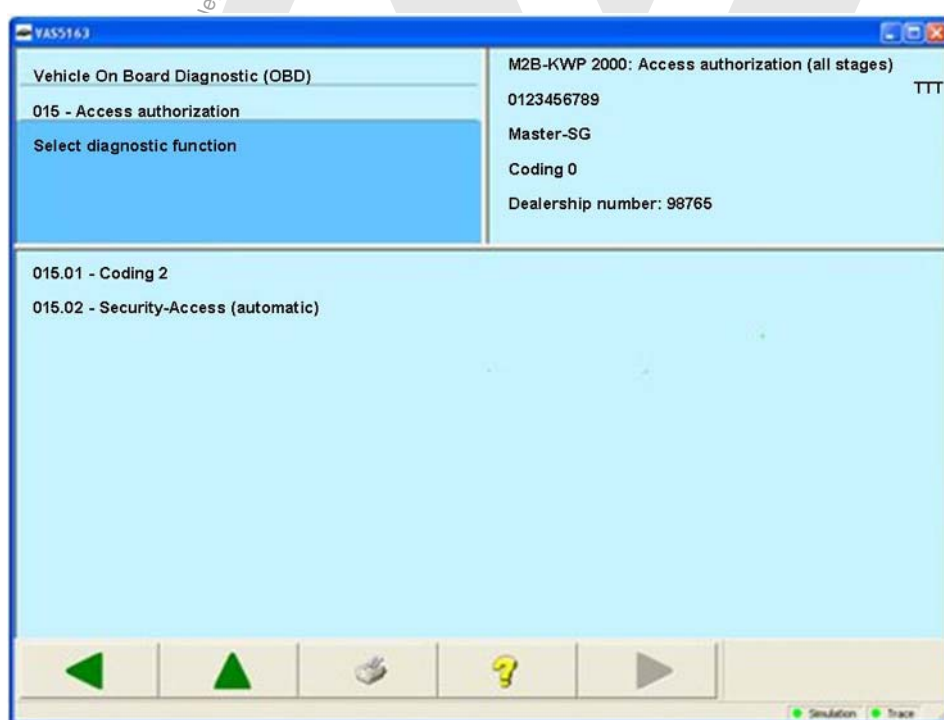 VAS5163
Vehicle On Board Diagnostic (OBD)
015 - Access authorization
Select diagnostic function
M2B-KWP 2000: Access authorization (all stages)
TTT
0123456789
Master-SG
Coding 0
Dealership number: 98765
015.01 - Coding 2
015.02 - Security-Access (automatic)
Simulation
Trace